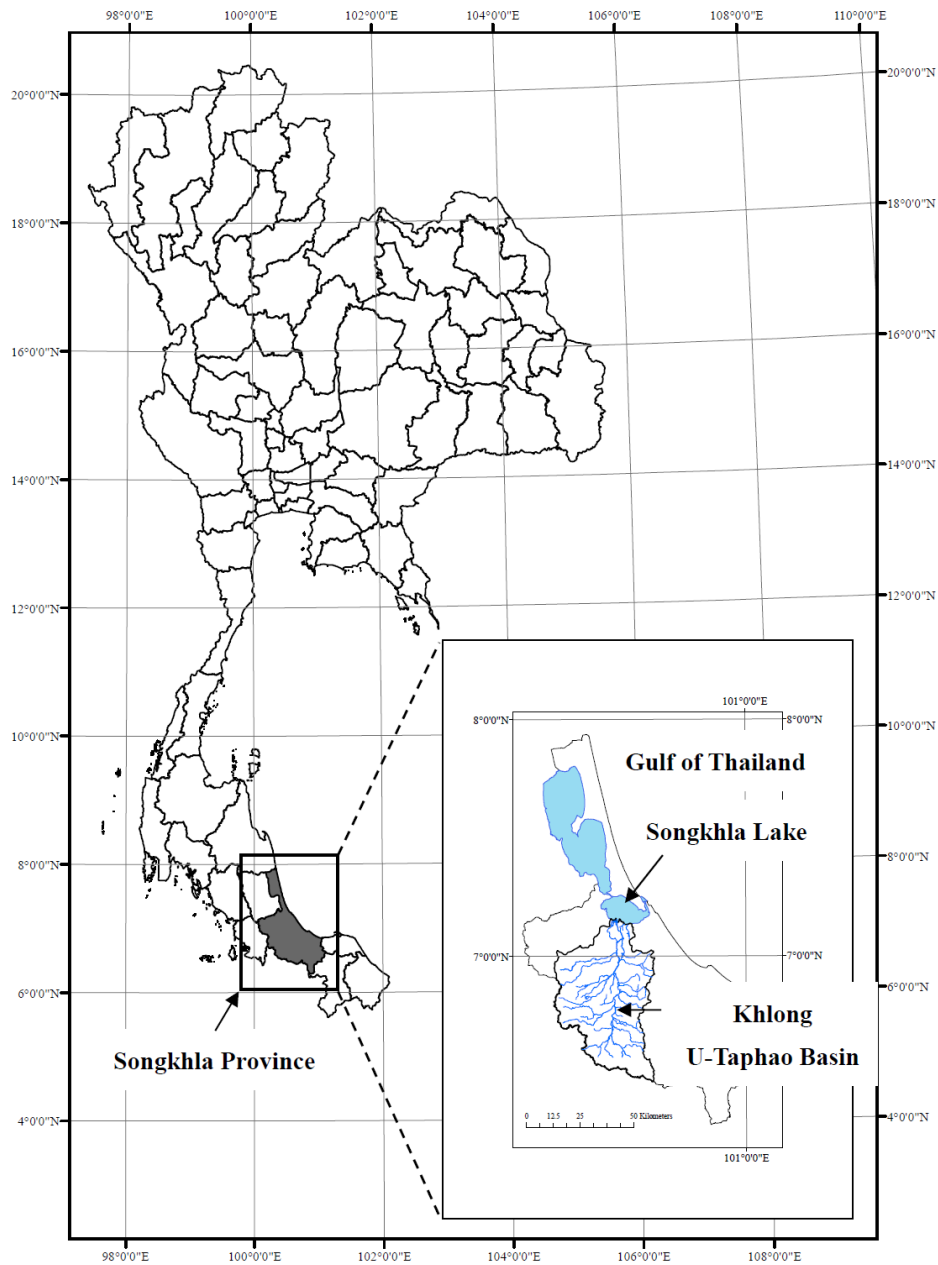 98°0'0"E 100°0'0"E 102°0'0"E 104°0'0"E 106°0'0"E 108°0'0"E 110°0'0"E
20°0'0"N 20°0'0"N
18°0'0"N 18°0'0"N
16°0'0"N 16°0'0"N
14°0'0"N 14°0'0"N
12°0'0"N 12°0'0"N
10°0'0"N 10°0'0"N
8°0'0"N 8°0'0"N
6°0'0"N 6°0'0"N
4°0'0"N 4°0'0"N
98°0'0"E 100°0'0"E 102°0'0"E 104°0'0"E 106°0'0"E 108°0'0"E
Songkhla Province
101°0'0"E
8°0'0"N 8°0'0"N
Gulf of Thailand
Songkhla Lake
7°0'0"N 7°0'0"N
Khlong
U-Taphao Basin
0 12.5 25 50 Kilometers
101°0'0"E